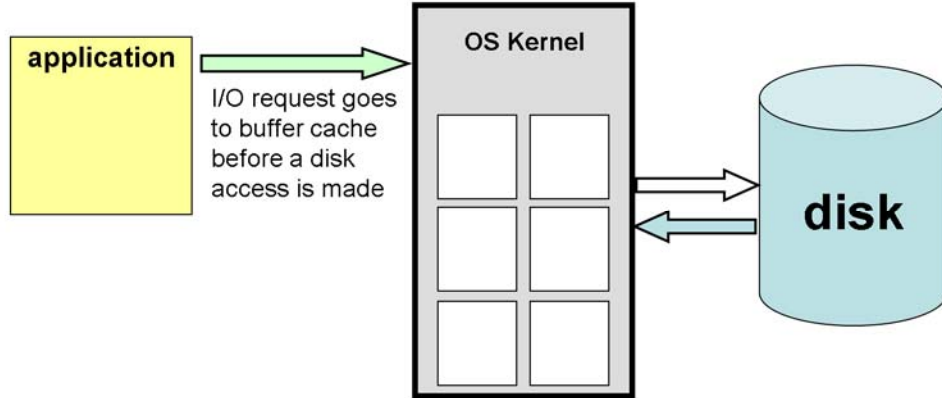 application
I/O request goes
to buffer cache
before a disk
access is made
OS Kernel
disk